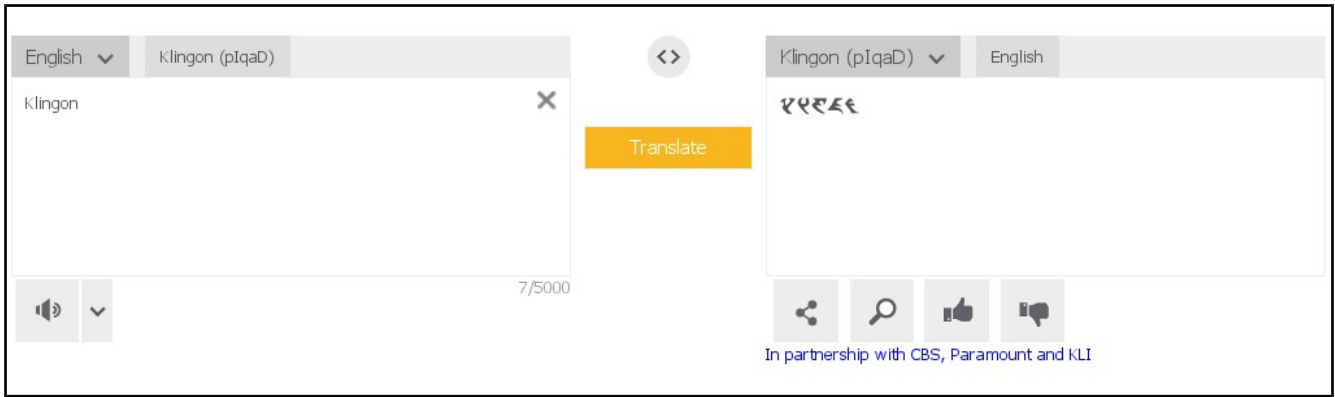 English
Klingon (pIqaD)
Klingon (pIqaD)
English
Klingon

Translate
7/5000
In partnership with CBS, Paramount and KLI